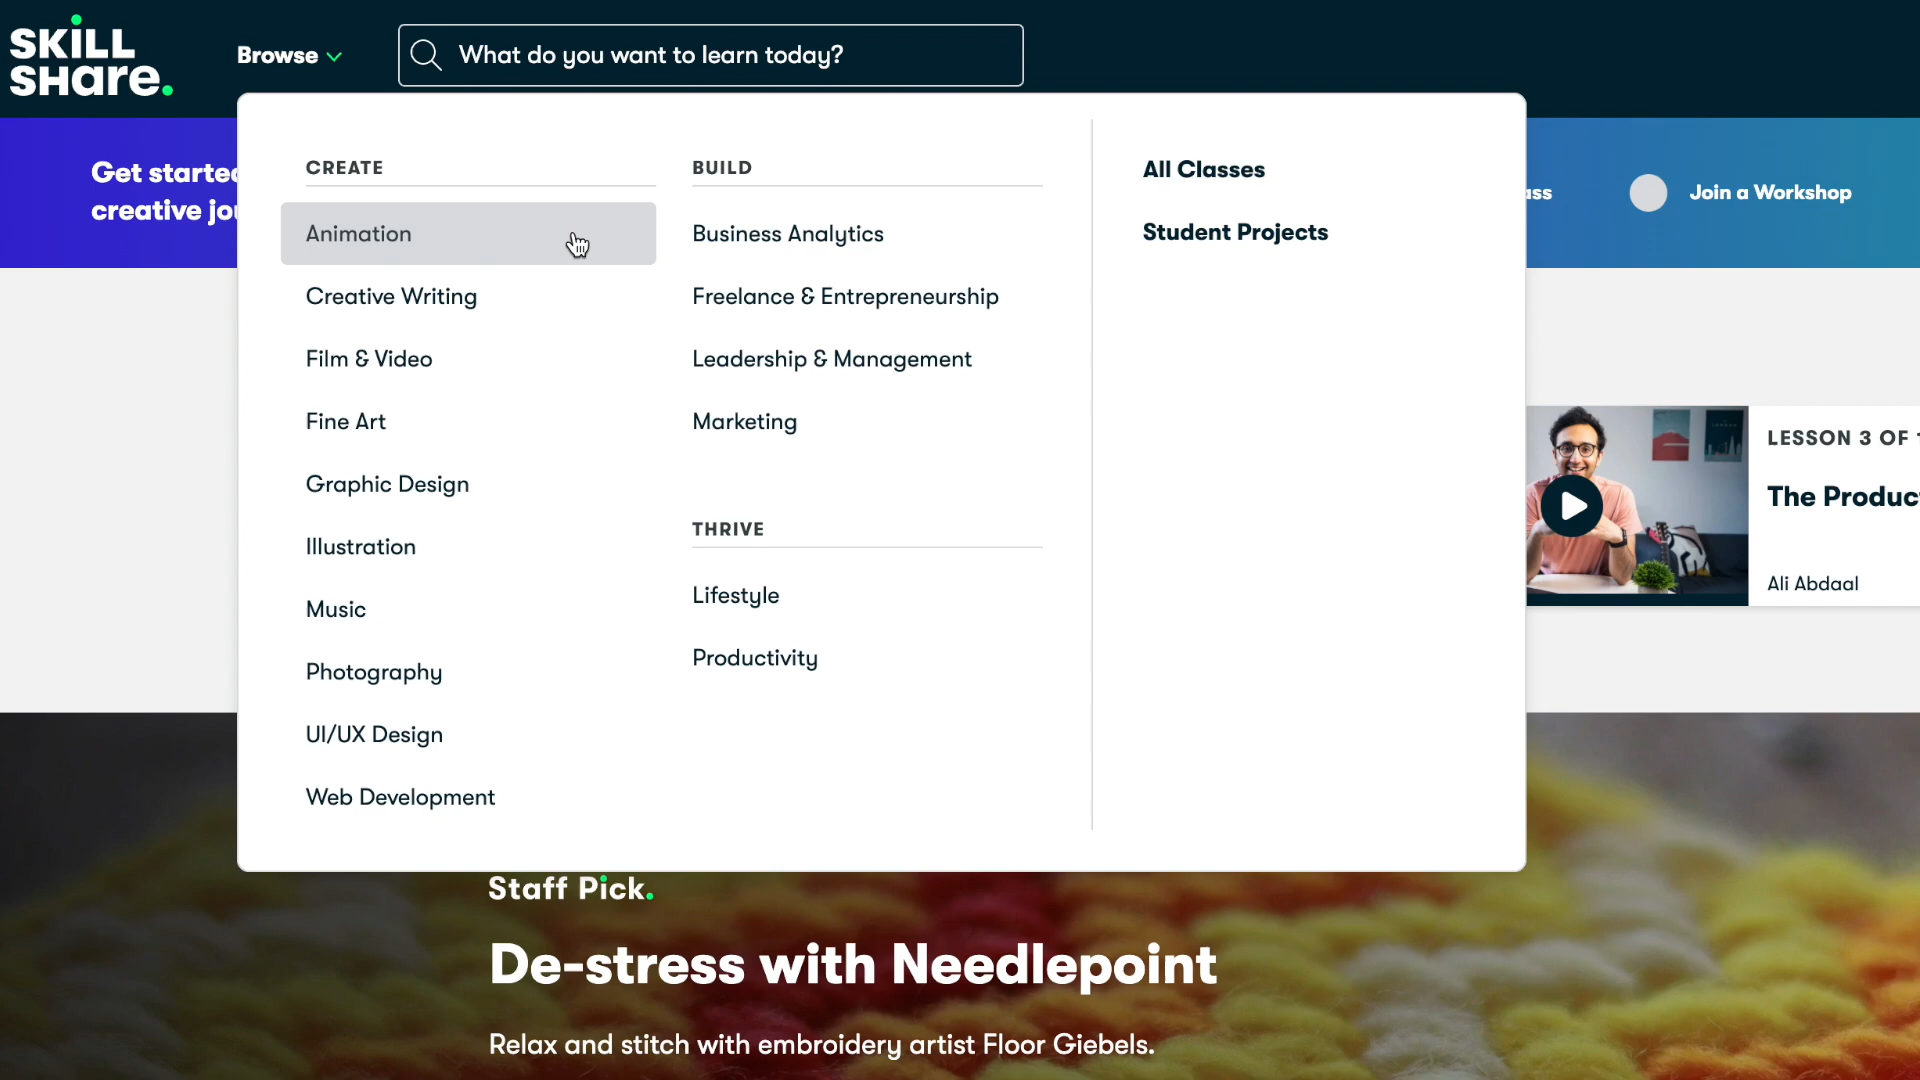 SKILL
SHare.
Browse
What do you want to learn today?
Get started
creative jou
ass
Join a Workshop
CREATE
Animation
Creative Writing
Film & Video
Fine Art
Graphic Design
Illustration
Music
Photography
UI/UX Design
Web Development
BUILD
Business Analytics
Freelance & Entrepreneurship
Leadership & Management
Marketing
THRIVE
Lifestyle
Productivity
All Classes
Student Projects
LESSON 3 OF 1
The Produc
Ali Abdaal
Staff Pick.
De-stress with Needlepoint
Relax and stitch with embroidery artist Floor Giebels.